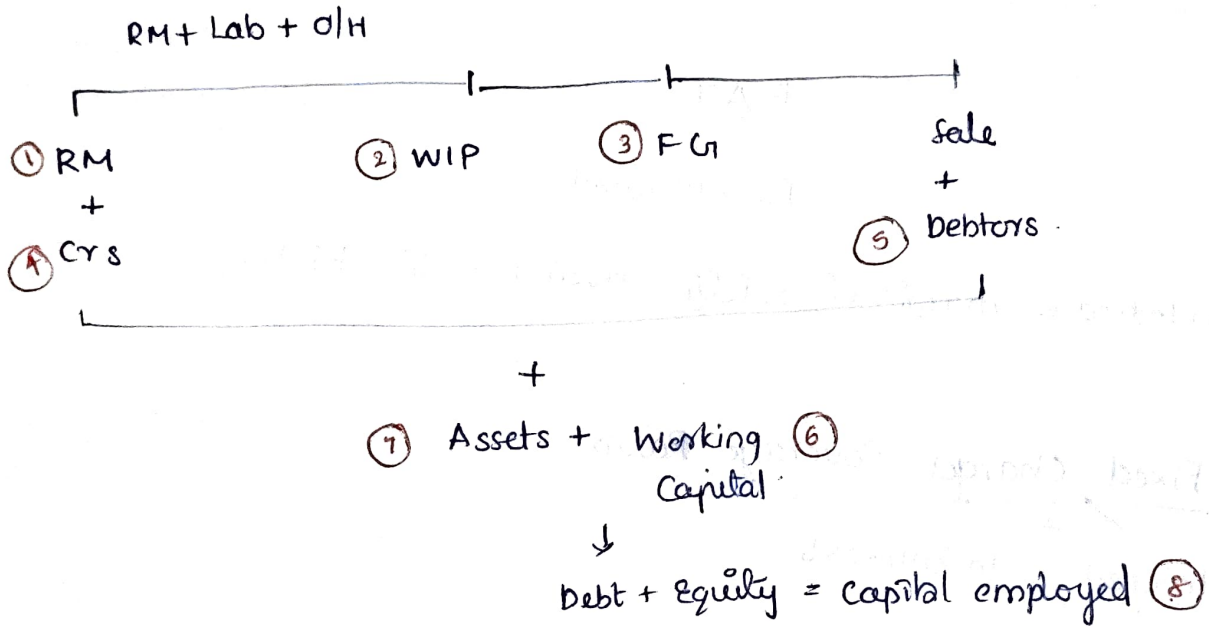 RM + Lab + O/H
① RM
② WIP
③ FG
Sale
+
+
④ Crs
⑤ Debtors.
+
⑦ Assets + Working ⑥
Capital
↓
Debt + Equity = Capital employed ⑧